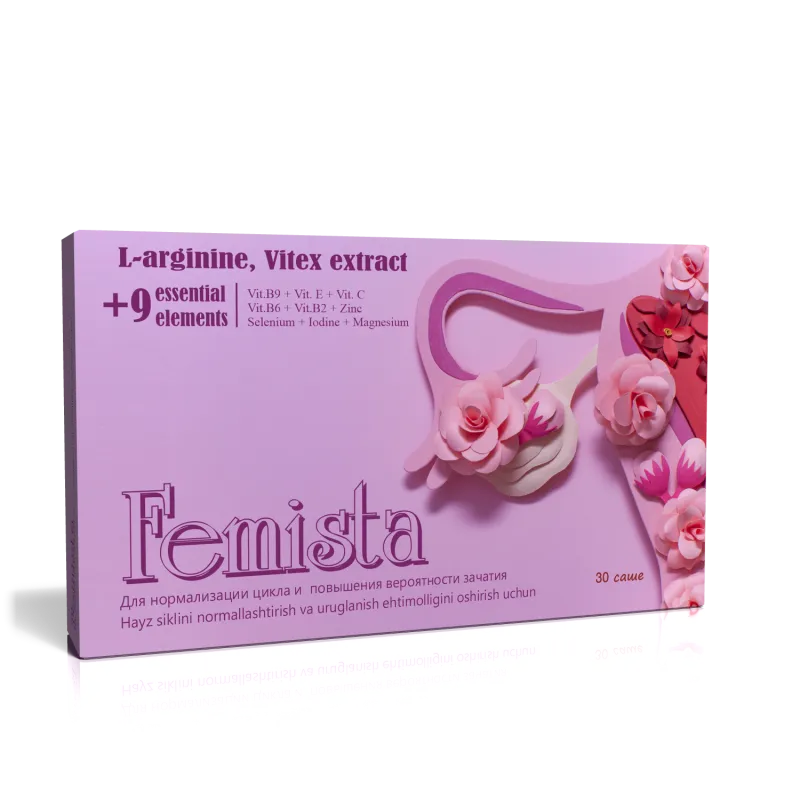 L-arginine, Vitex extract
+9 essential elements
Vit.B9 + Vit. E + Vit. C
Vit.B6 + Vit.B2 + Zinc
Selenium + Iodine + Magnesium
Femista
30 саше
Для нормализации цикла и повышения вероятности зачатия
Hayz siklini normallashtirish va uruglanish ehtimolligini oshirish uchun